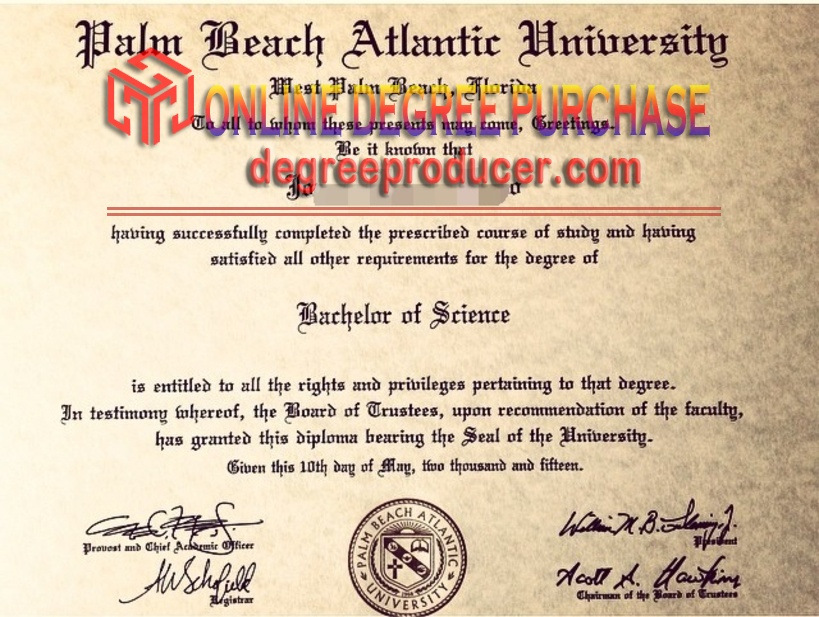 Palm Beach Atlantic University
West Palm Beach, Florida
ONLINE DEGREE PURCHASE
To all to whom these presents may come, Greetings.
Be it known that
degreeproducer.com
having successfully completed the prescribed course of study and having
satisfied all other requirements for the degree of
Bachelor of Science
is entitled to all the rights and privileges pertaining to that degree.
In testimony whereof, the Board of Trustees, upon recommendation of the faculty,
has granted this diploma bearing the Seal of the University.
Given this 10th day of May, two thousand and fifteen.
Provost and Chief Academic Officer
President
Registrar
Chairman of the Board of Trustees
PALM BEACH ATLANTIC
UNIVERSITY